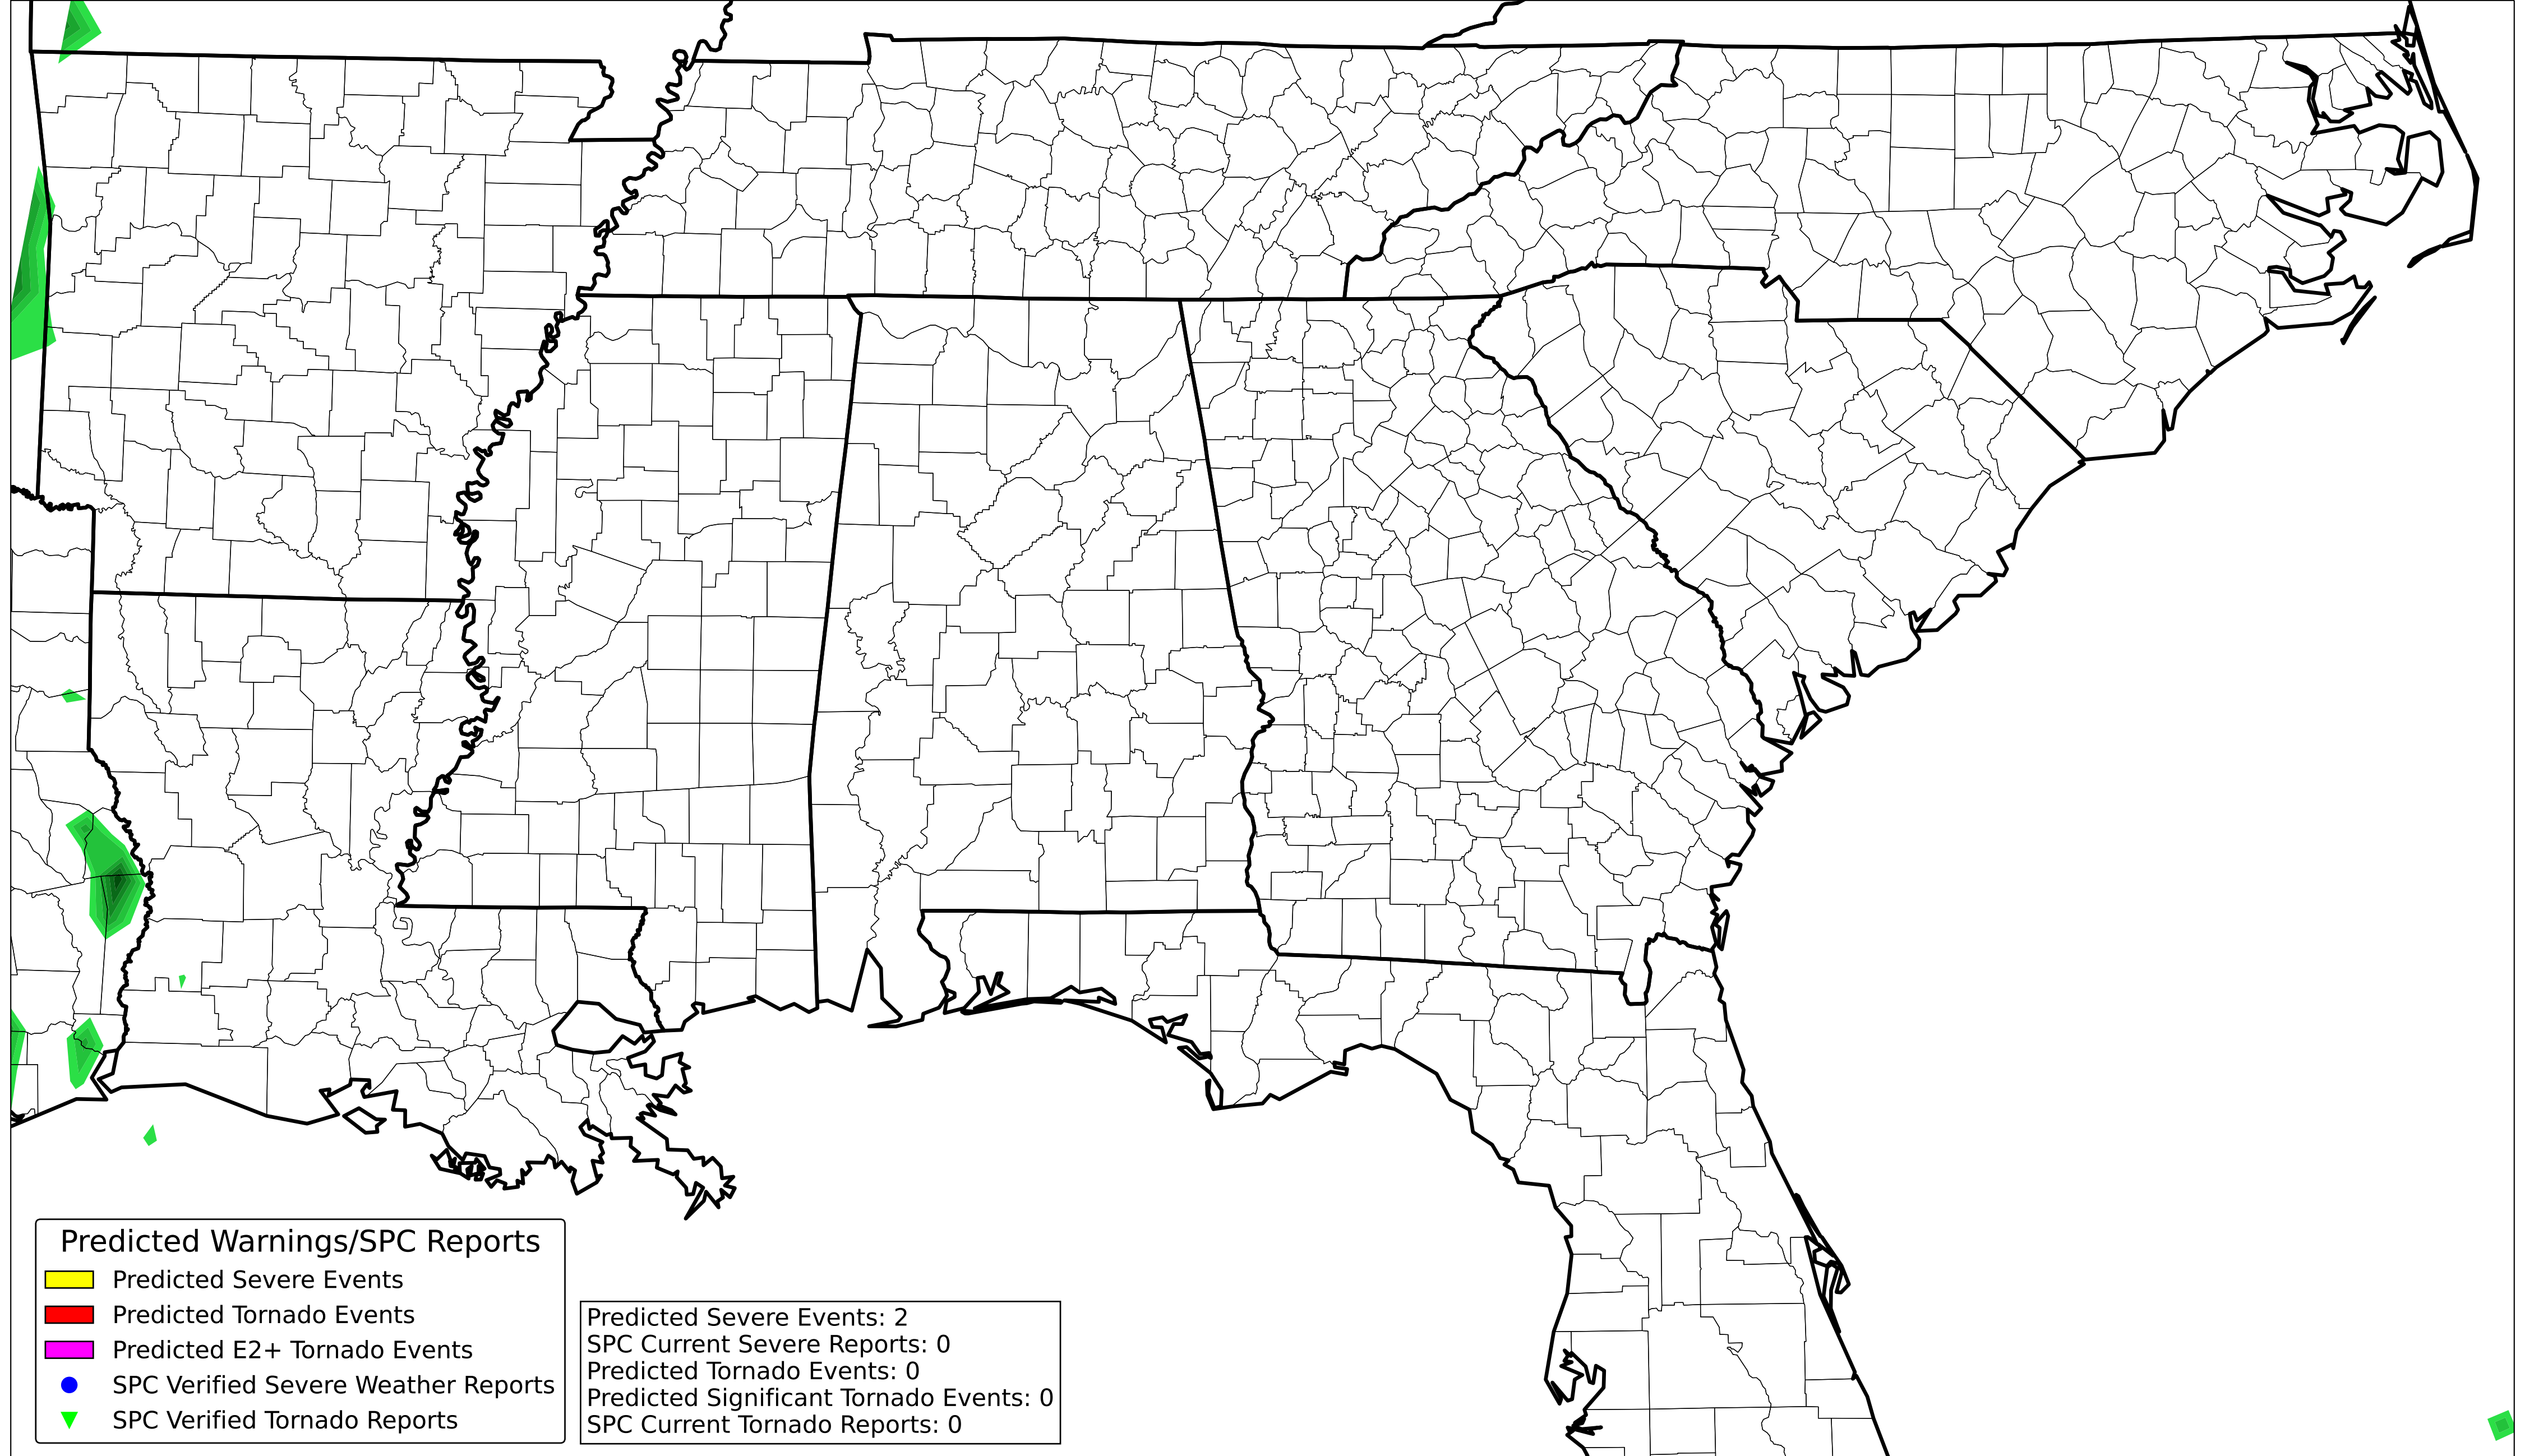 Predicted Warnings/SPC Reports
Predicted Severe Events
Predicted Tornado Events
Predicted E2+ Tornado Events
SPC Verified Severe Weather Reports
SPC Verified Tornado Reports
Predicted Severe Events: 2
SPC Current Severe Reports: 0
Predicted Tornado Events: 0
Predicted Significant Tornado Events: 0
SPC Current Tornado Reports: 0